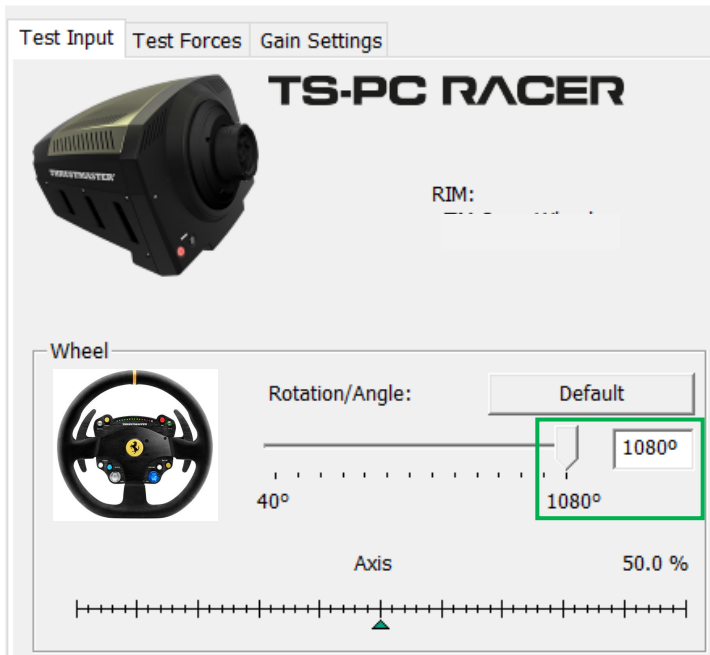 Test Input Test Forces Gain Settings
TS-PC RACER
THRUSTMASTER
RIM:
Wheel
Rotation/Angle: Default
1080º
40º 1080º
Axis 50.0 %